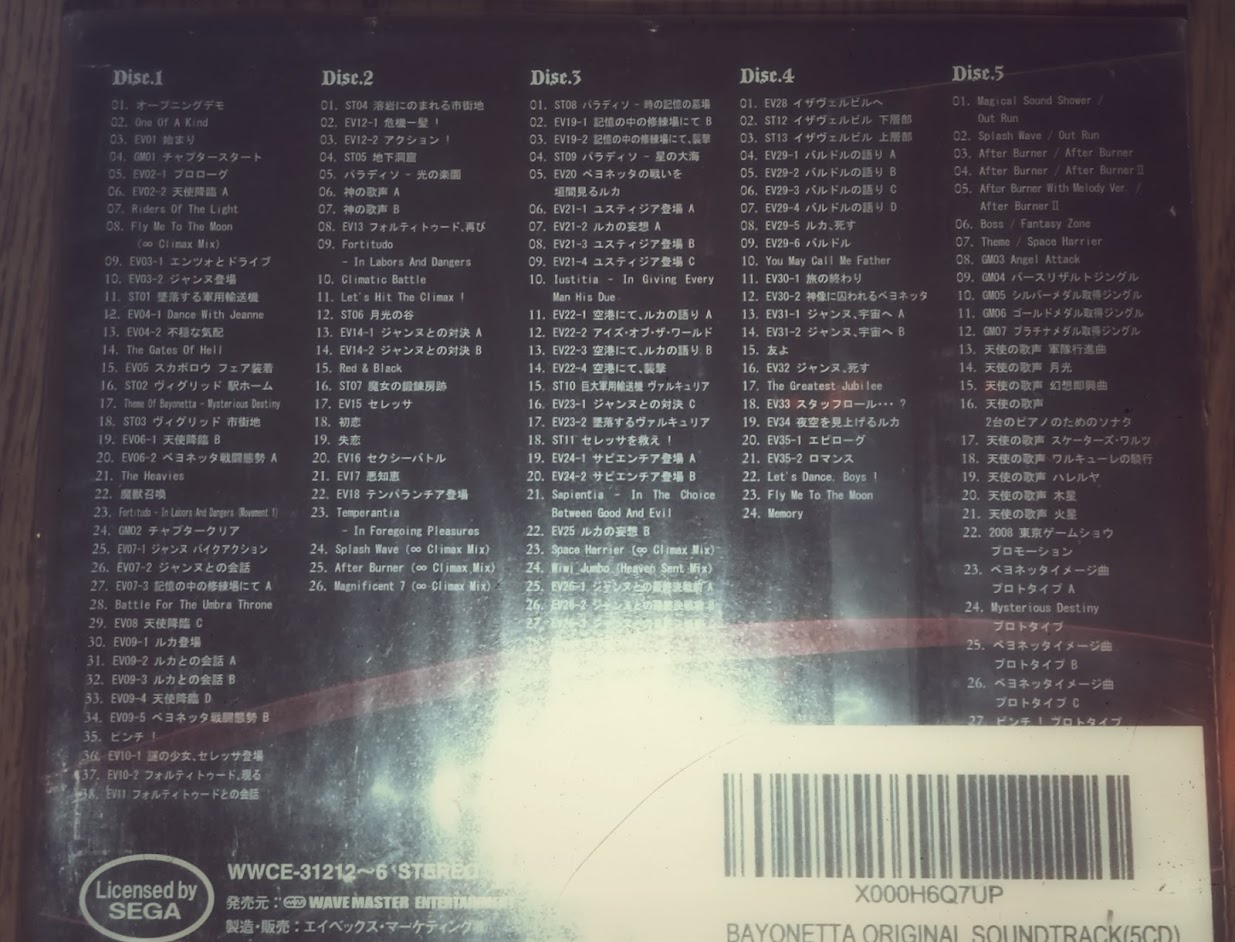 Disc.1
01. オープニングデモ
02. One Of A Kind
03. EV01 始まり
04. GM01 チャプタースタート
05. EV02-1 プロローグ
06. EV02-2 天使降臨 A
07. Riders Of The Light
08. Fly Me To The Moon
(∞ Climax Mix)
09. EV03-1 エンツォとドライブ
10. EV03-2 ジャンヌ登場
11. ST01 墜落する軍用輸送機
12. EV04-1 Dance With Jeanne
13. EV04-2 不穏な気配
14. The Gates Of Hell
15. EV05 スカボロウ フェア装着
16. ST02 ヴィグリッド 駅ホーム
17. Theme Of Bayonetta - Mysterious Destiny
18. ST03 ヴィグリッド 市街地
19. EV06-1 天使降臨 B
20. EV06-2 ベヨネッタ戦闘態勢 A
21. The Heavies
22. 魔獣召喚
23. Fortitudo - In Labors And Dangers (Movement 1)
24. GM02 チャプタークリア
25. EV07-1 ジャンヌ バイクアクション
26. EV07-2 ジャンヌとの会話
27. EV07-3 記憶の中の修練場にて A
28. Battle For The Umbra Throne
29. EV08 天使降臨 C
30. EV09-1 ルカ登場
31. EV09-2 ルカとの会話 A
32. EV09-3 ルカとの会話 B
33. EV09-4 天使降臨 D
34. EV09-5 ベヨネッタ戦闘態勢 B
35. ピンチ !
36. EV10-1 謎の少女、セレッサ登場
37. EV10-2 フォルティトゥード、現る
38. EV11 フォルティトゥードとの会話
Disc.2
01. ST04 溶岩にのまれる市街地
02. EV12-1 危機一髪 !
03. EV12-2 アクション !
04. ST05 地下洞窟
05. パラディソ - 光の楽園
06. 神の歌声 A
07. 神の歌声 B
08. EV13 フォルティトゥード、再び
09. Fortitudo
- In Labors And Dangers
10. Climatic Battle
11. Let's Hit The Climax !
12. ST06 月光の谷
13. EV14-1 ジャンヌとの対決 A
14. EV14-2 ジャンヌとの対決 B
15. Red & Black
16. ST07 魔女の鍛錬房跡
17. EV15 セレッサ
18. 初恋
19. 失恋
20. EV16 セクシーバトル
21. EV17 悪知恵
22. EV18 テンパランチア登場
23. Temperantia
- In Foregoing Pleasures
24. Splash Wave (∞ Climax Mix)
25. After Burner (∞ Climax Mix)
26. Magnificent 7 (∞ Climax Mix)
Disc.3
01. ST08 パラディソ - 時の記憶の墓場
02. EV19-1 記憶の中の修練場にて B
03. EV19-2 記憶の中の修練場にて、襲撃
04. ST09 パラディソ - 星の大海
05. EV20 ベヨネッタの戦いを
垣間見るルカ
06. EV21-1 ユスティジア登場 A
07. EV21-2 ルカの妄想 A
08. EV21-3 ユスティジア登場 B
09. EV21-4 ユスティジア登場 C
10. Iustitia - In Giving Every
Man His Due
11. EV22-1 空港にて、ルカの語り A
12. EV22-2 アイズ・オブ・ザ・ワールド
13. EV22-3 空港にて、ルカの語り B
14. EV22-4 空港にて、襲撃
15. ST10 巨大軍用輸送機 ヴァルキュリア
16. EV23-1 ジャンヌとの対決 C
17. EV23-2 墜落するヴァルキュリア
18. ST11 セレッサを救え !
19. EV24-1 サピエンチア登場 A
20. EV24-2 サピエンチア登場 B
21. Sapientia - In The Choice
Between Good And Evil
22. EV25 ルカの妄想 B
23. Space Harrier (∞ Climax Mix)
24. Wiwi Jumbo (Heaven Sent Mix)
25. EV26-1 ジャンヌとの最終決戦 A
26. EV26-2 ジャンヌとの
27.
Disc.4
01. EV28 イザヴェルビルへ
02. ST12 イザヴェルビル 下層部
03. ST13 イザヴェルビル 上層部
04. EV29-1 バルドルの語り A
05. EV29-2 バルドルの語り B
06. EV29-3 バルドルの語り C
07. EV29-4 バルドルの語り D
08. EV29-5 ルカ、死す
09. EV29-6 バルドル
10. You May Call Me Father
11. EV30-1 旅の終わり
12. EV30-2 神像に囚われるベヨネッタ
13. EV31-1 ジャンヌ、宇宙へ A
14. EV31-2 ジャンヌ、宇宙へ B
15. 友よ
16. EV32 ジャンヌ、死す
17. The Greatest Jubilee
18. EV33 スタッフロール・・・?
19. EV34 夜空を見上げるルカ
20. EV35-1 エピローグ
21. EV35-2 ロマンス
22. Let's Dance, Boys !
23. Fly Me To The Moon
24. Memory
Disc.5
01. Magical Sound Shower /
Out Run
02. Splash Wave / Out Run
03. After Burner / After Burner
04. After Burner / After BurnerⅡ
05. After Burner With Melody Ver. /
After BurnerⅡ
06. Boss / Fantasy Zone
07. Theme / Space Harrier
08. GM03 Angel Attack
09. GM04 バースリザルトジングル
10. GM05 シルバーメダル取得ジングル
11. GM06 ゴールドメダル取得ジングル
12. GM07 プラチナメダル取得ジングル
13. 天使の歌声 軍隊行進曲
14. 天使の歌声 月光
15. 天使の歌声 幻想即興曲
16. 天使の歌声
2台のピアノのためのソナタ
17. 天使の歌声 スケーターズ・ワルツ
18. 天使の歌声 ワルキューレの騎行
19. 天使の歌声 ハレルヤ
20. 天使の歌声 木星
21. 天使の歌声 火星
22. 2008 東京ゲームショウ
プロモーション
23. ベヨネッタイメージ曲
プロトタイプ A
24. Mysterious Destiny
プロトタイプ
25. ベヨネッタイメージ曲
プロトタイプ B
26. ベヨネッタイメージ曲
プロトタイプ C
27. ピンチ ! プロトタイプ
Licensed by
SEGA
WWCE-31212〜6 STEREO
発売元 : WAVE MASTER ENTERTAINMENT
製造・販売 : エイベックス・マーケティング
X000H6Q7UP
BAYONETTA ORIGINAL SOUNDTRACK(5CD)